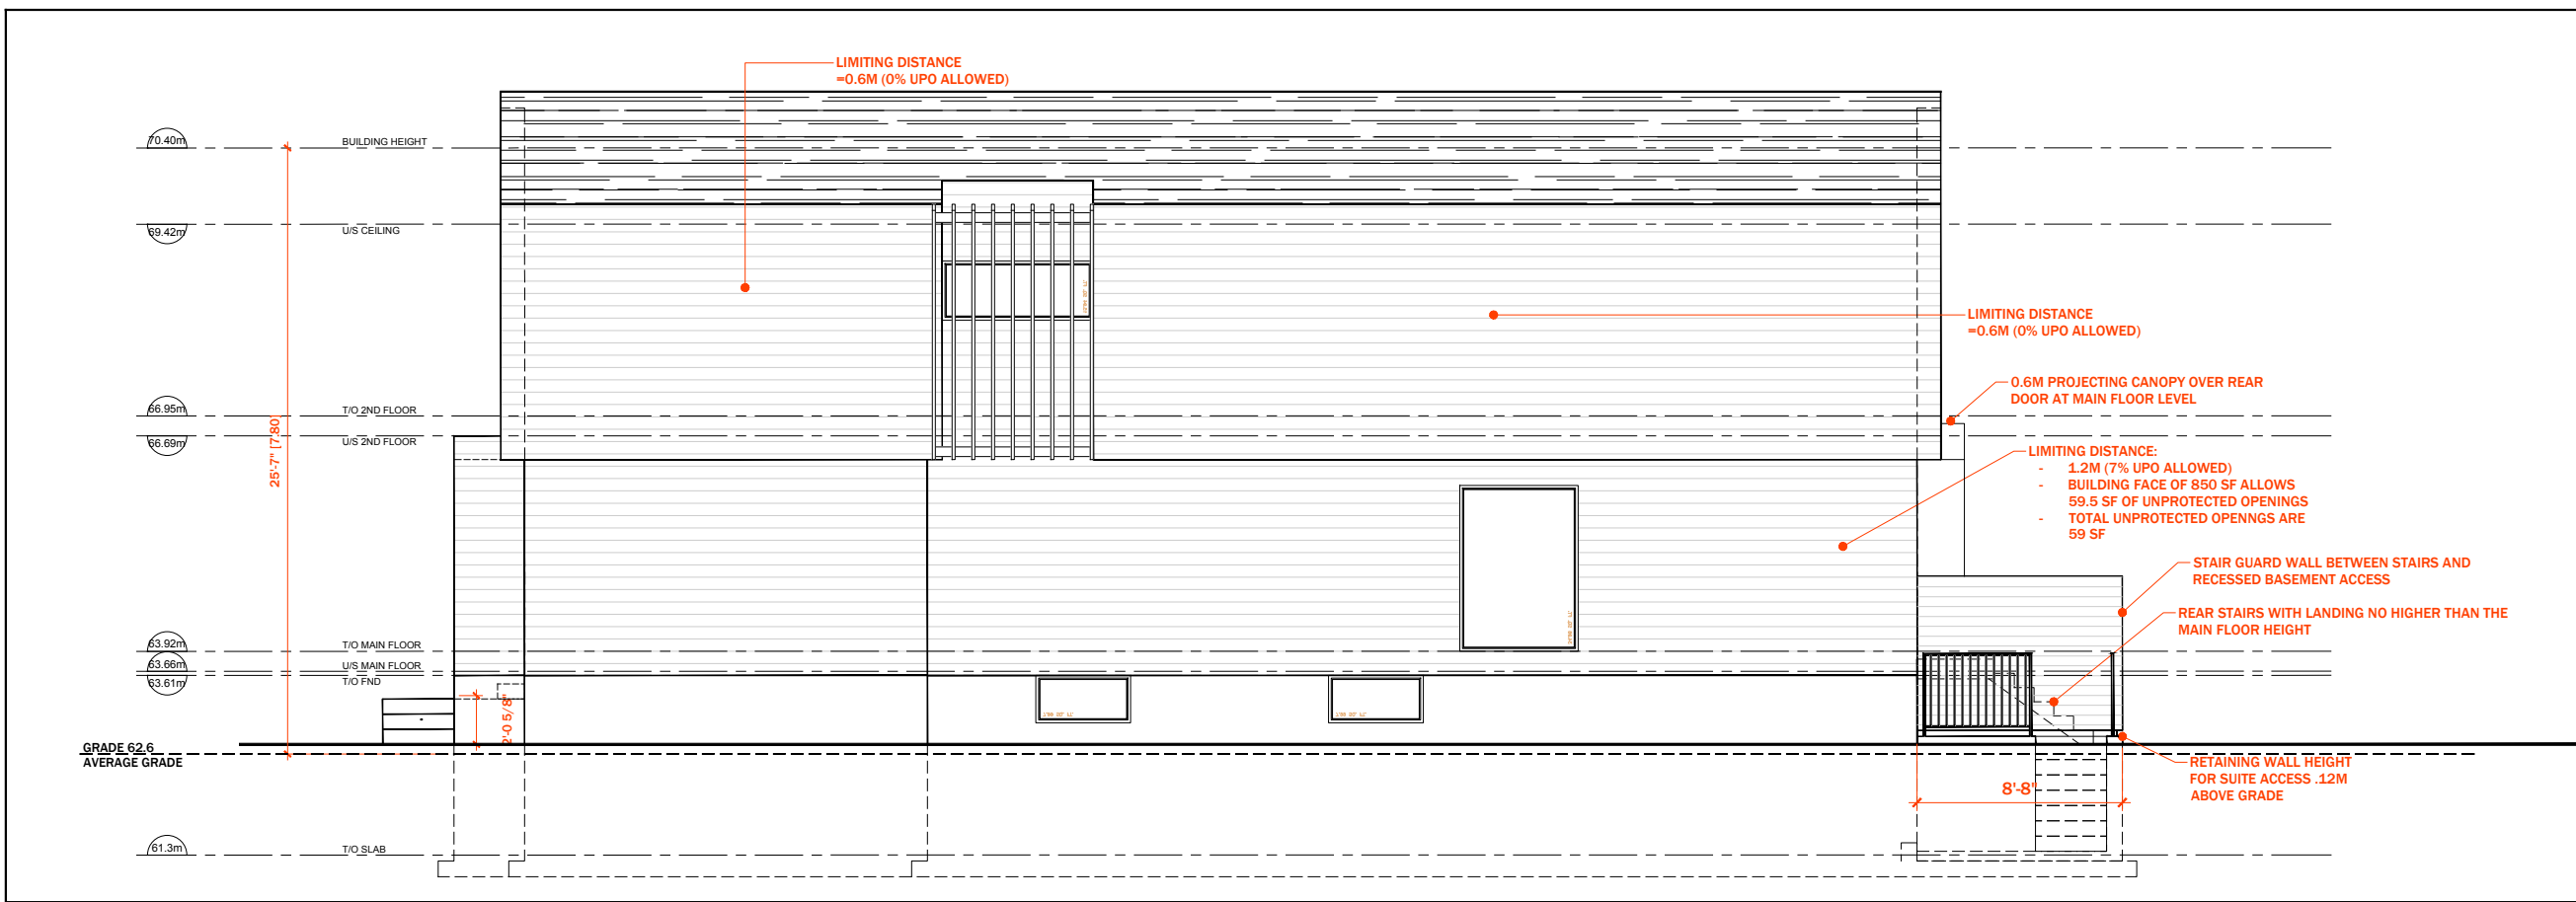 LIMITING DISTANCE
=0.6M (0% UPO ALLOWED)
70.40m
BUILDING HEIGHT
69.42m
U/S CEILING
LIMITING DISTANCE
=0.6M (0% UPO ALLOWED)
0.6M PROJECTING CANOPY OVER REAR
DOOR AT MAIN FLOOR LEVEL
66.95m
T/O 2ND FLOOR
66.69m
U/S 2ND FLOOR
25'-7" [7.80]
LIMITING DISTANCE:
- 1.2M (7% UPO ALLOWED)
- BUILDING FACE OF 850 SF ALLOWS
59.5 SF OF UNPROTECTED OPENINGS
- TOTAL UNPROTECTED OPENNGS ARE
59 SF
STAIR GUARD WALL BETWEEN STAIRS AND
RECESSED BASEMENT ACCESS
REAR STAIRS WITH LANDING NO HIGHER THAN THE
MAIN FLOOR HEIGHT
63.92m
T/O MAIN FLOOR
63.66m
U/S MAIN FLOOR
63.61m
T/O FND
2'-0 5/8"
GRADE 62.6
AVERAGE GRADE
RETAINING WALL HEIGHT
FOR SUITE ACCESS .12M
ABOVE GRADE
8'-8"
61.3m
T/O SLAB